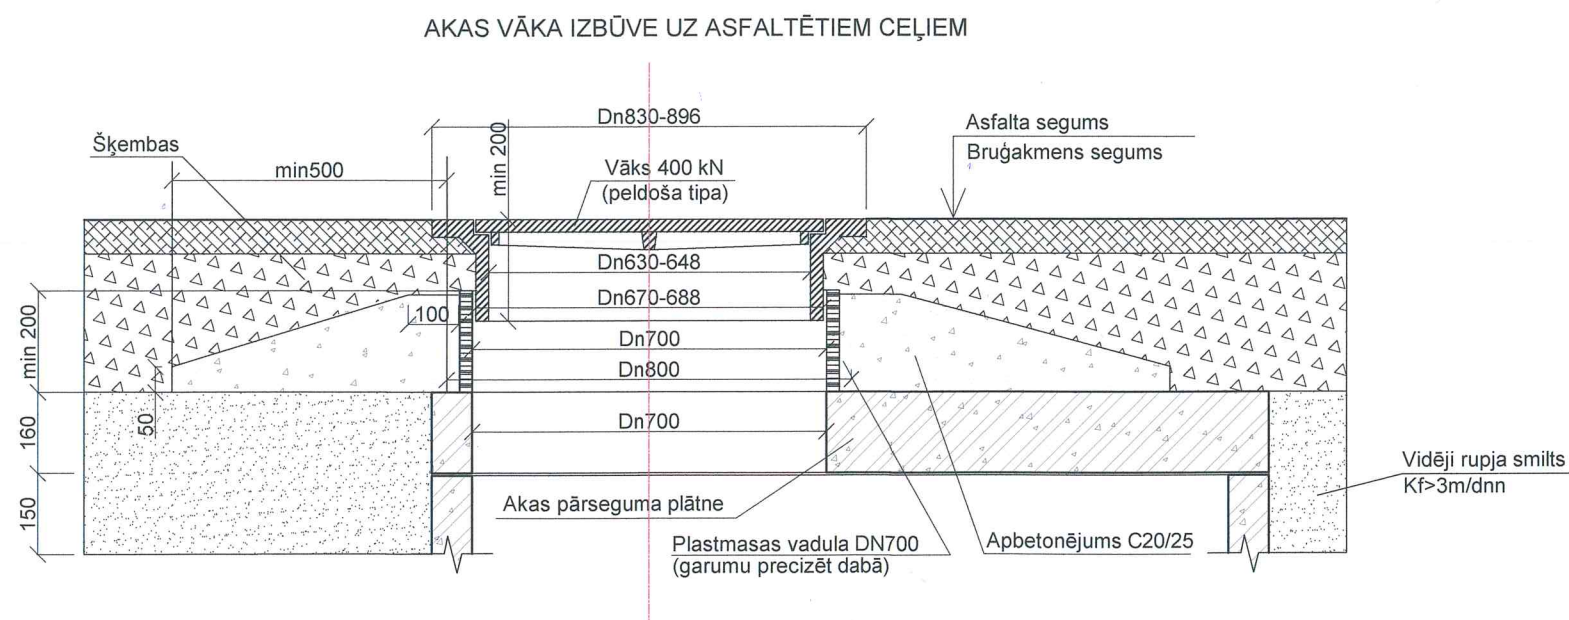 AKAS VĀKA IZBŪVE UZ ASFALTĒTIEM CEĻIEM
Dn830-896
Asfalta segums
Bruģakmens segums
Šķembas
min500
min 200
Vāks 400 kN
(peldoša tipa)
Dn630-648
Dn670-688
100
Dn700
Dn800
Dn700
min 200
50
160
150
Vidēji rupja smilts
Kf>3m/dnn
Akas pārseguma plātne
Plastmasas vadula DN700
(garumu precizēt dabā)
Apbetonējums C20/25